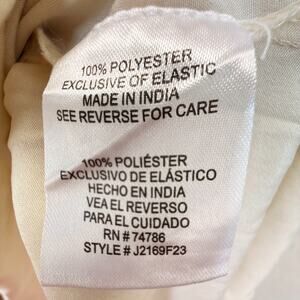 100% POLYESTER
EXCLUSIVE OF ELASTIC
MADE IN INDIA
SEE REVERSE FOR CARE
100% POLIÉSTER
EXCLUSIVO DE ELÁSTICO
HECHO EN INDIA
VEA EL REVERSO
PARA EL CUIDADO
RN # 74786
STYLE # J2169F23